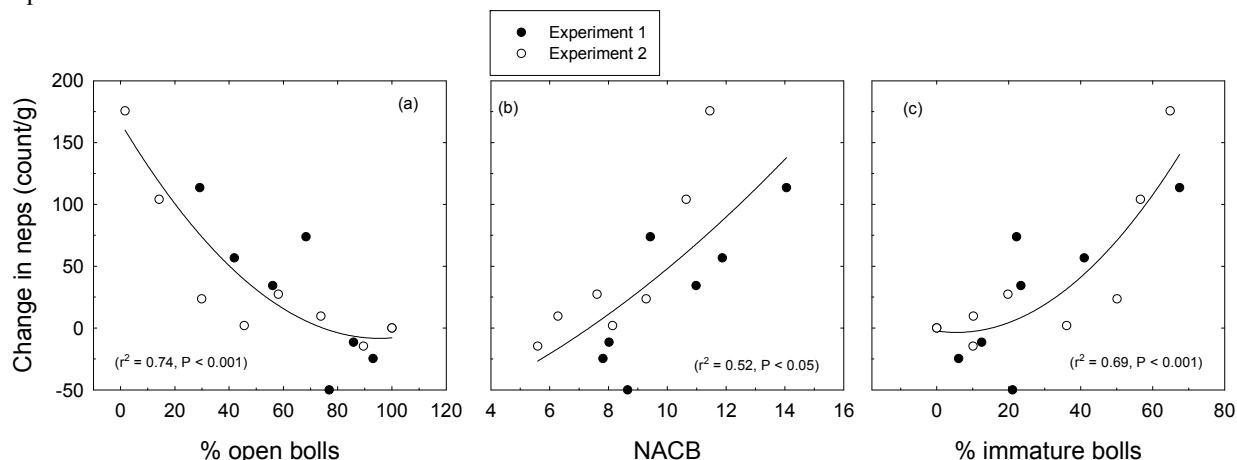 Experiment 1
Experiment 2
Change in neps (count/g)
200
150
100
50
0
-50
(a)
(r² = 0.74, P < 0.001)
0 20 40 60 80 100
% open bolls
(b)
(r² = 0.52, P < 0.05)
4 6 8 10 12 14 16
NACB
(c)
(r² = 0.69, P < 0.001)
0 20 40 60 80
% immature bolls